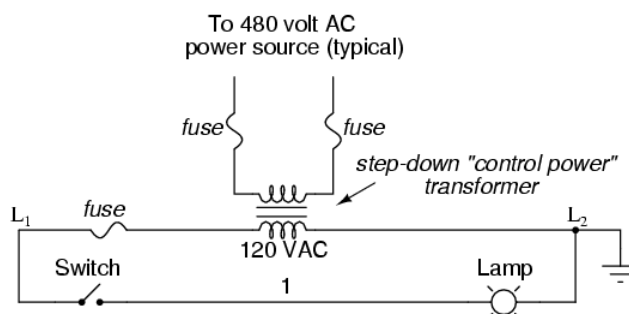 To 480 volt AC
power source (typical)
fuse
fuse
step-down "control power"
transformer
L1
fuse
L2
120 VAC
Switch
1
Lamp